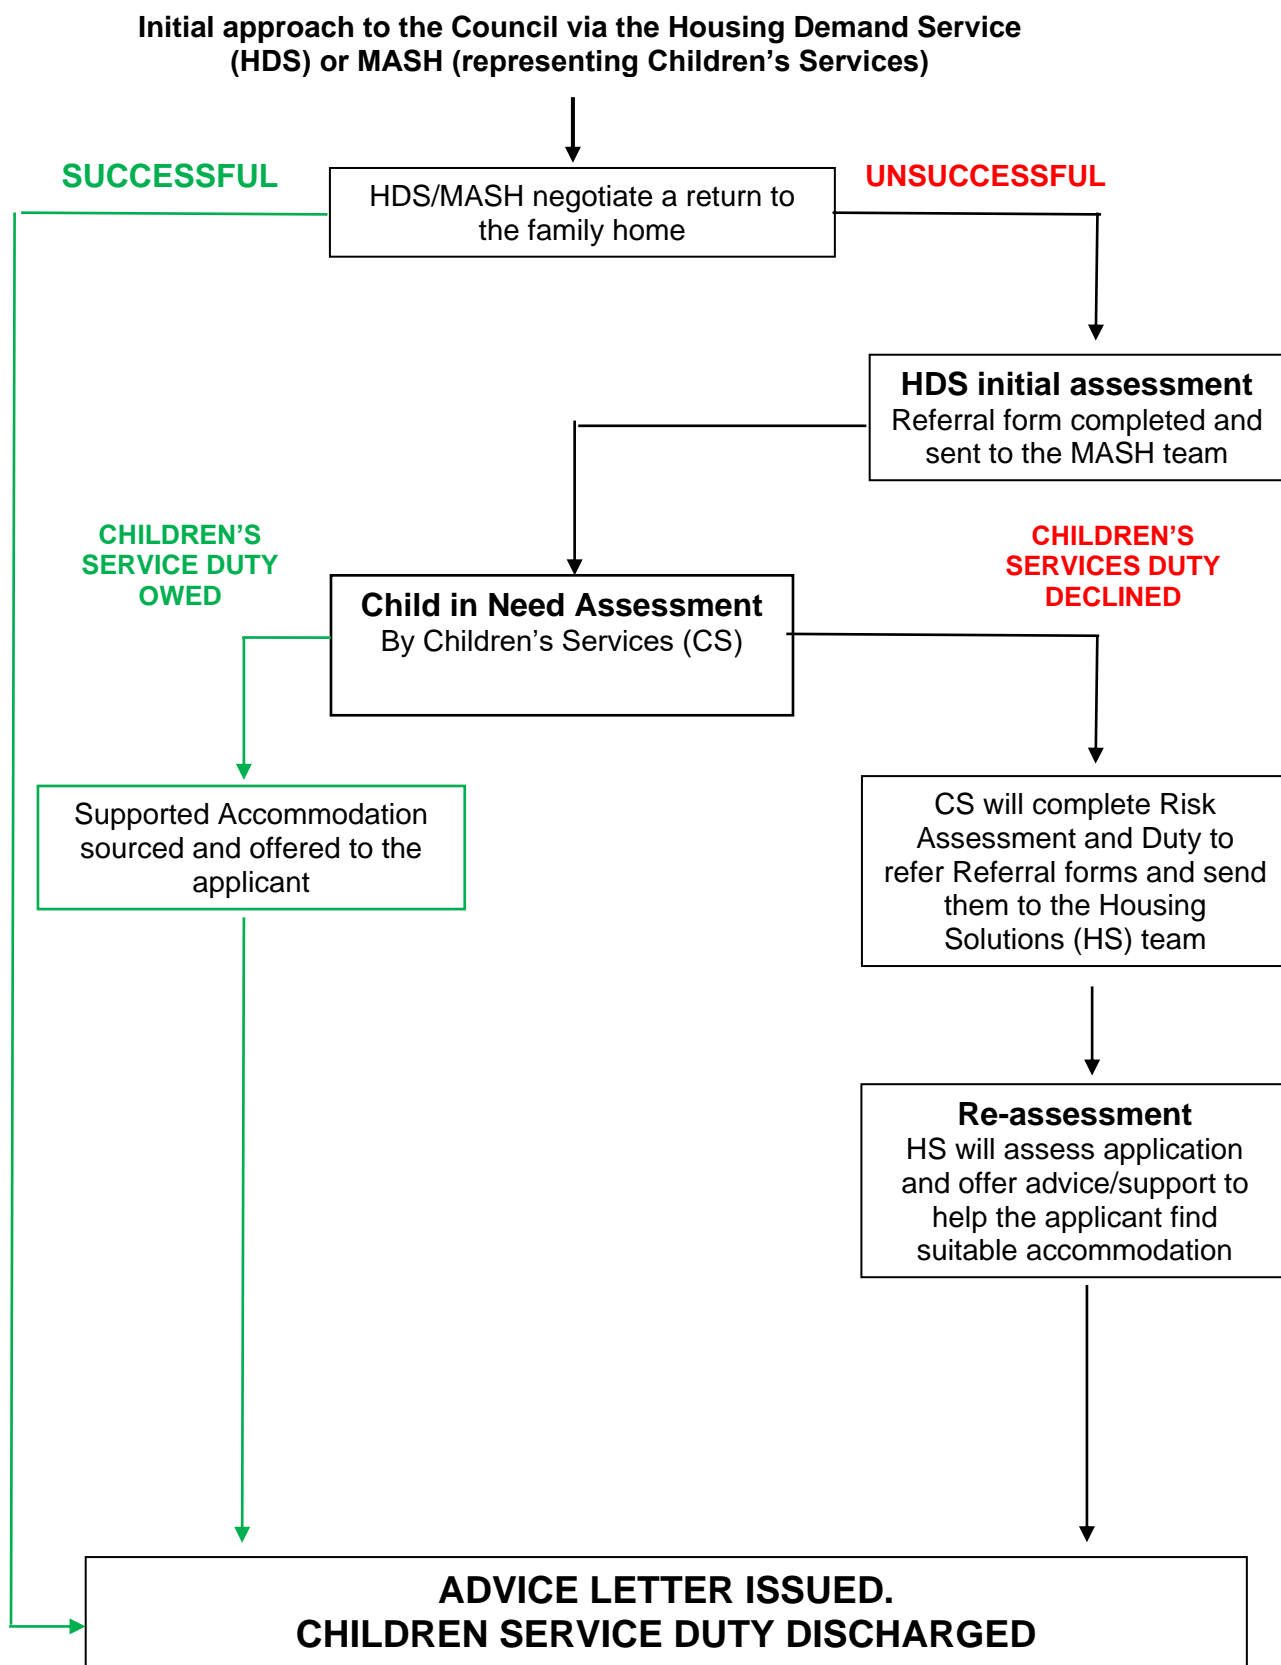 Initial approach to the Council via the Housing Demand Service
(HDS) or MASH (representing Children’s Services)
SUCCESSFUL
UNSUCCESSFUL
HDS/MASH negotiate a return to
the family home
HDS initial assessment
Referral form completed and
sent to the MASH team
CHILDREN’S
SERVICE DUTY
OWED
CHILDREN’S
SERVICES DUTY
DECLINED
Child in Need Assessment
By Children’s Services (CS)
Supported Accommodation
sourced and offered to the
applicant
CS will complete Risk
Assessment and Duty to
refer Referral forms and send
them to the Housing
Solutions (HS) team
Re-assessment
HS will assess application
and offer advice/support to
help the applicant find
suitable accommodation
ADVICE LETTER ISSUED.
CHILDREN SERVICE DUTY DISCHARGED